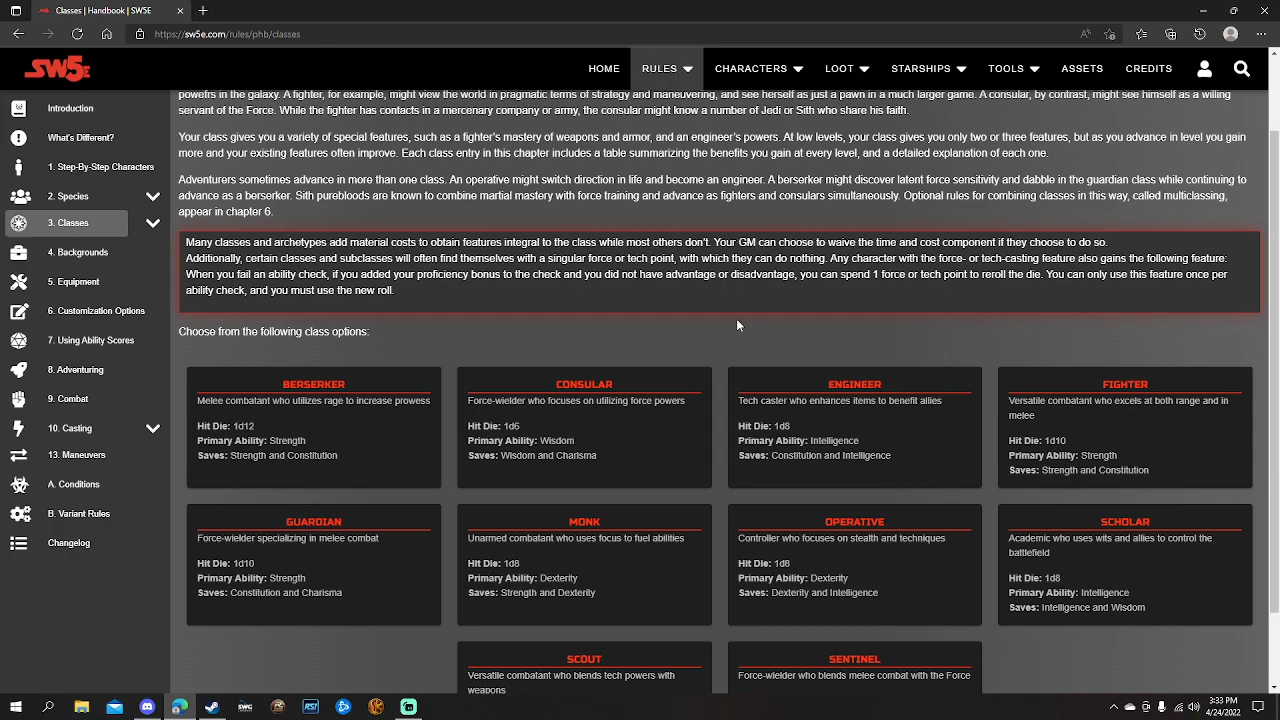 Classes | Handbook | SW5e
https://sw5e.com/rules/phb/classes
SW5E
HOME
RULES
CHARACTERS
LOOT
STARSHIPS
TOOLS
ASSETS
CREDITS
Introduction
What's Different?
1. Step-By-Step Characters
2. Species
3. Classes
4. Backgrounds
5. Equipment
6. Customization Options
7. Using Ability Scores
8. Adventuring
9. Combat
10. Casting
13. Maneuvers
A. Conditions
B. Variant Rules
Changelog
powefrs in the galaxy. A fighter, for example, might view the world in pragmatic terms of strategy and maneuvering, and see herself as just a pawn in a much larger game. A consular, by contrast, might see himself as a willing
servant of the Force. While the fighter has contacts in a mercenary company or army, the consular might know a number of Jedi or Sith who share his faith.
Your class gives you a variety of special features, such as a fighter's mastery of weapons and armor, and an engineer's powers. At low levels, your class gives you only two or three features, but as you advance in level you gain
more and your existing features often improve. Each class entry in this chapter includes a table summarizing the benefits you gain at every level, and a detailed explanation of each one.
Adventurers sometimes advance in more than one class. An operative might switch direction in life and become an engineer. A berserker might discover latent force sensitivity and dabble in the guardian class while continuing to
advance as a berserker. Sith purebloods are known to combine martial mastery with force training and advance as fighters and consulars simultaneously. Optional rules for combining classes in this way, called multiclassing,
appear in chapter 6.
Many classes and archetypes add material costs to obtain features integral to the class while most others don't. Your GM can choose to waive the time and cost component if they choose to do so.
Additionally, certain classes and subclasses will often find themselves with a singular force or tech point, with which they can do nothing. Any character with the force- or tech-casting feature also gains the following feature:
When you fail an ability check, if you added your proficiency bonus to the check and you did not have advantage or disadvantage, you can spend 1 force or tech point to reroll the die. You can only use this feature once per
ability check, and you must use the new roll.
Choose from the following class options:
BERSERKER
Melee combatant who utilizes rage to increase prowess
Hit Die: 1d12
Primary Ability: Strength
Saves: Strength and Constitution
CONSULAR
Force-wielder who focuses on utilizing force powers
Hit Die: 1d6
Primary Ability: Wisdom
Saves: Wisdom and Charisma
ENGINEER
Tech caster who enhances items to benefit allies
Hit Die: 1d8
Primary Ability: Intelligence
Saves: Constitution and Intelligence
FIGHTER
Versatile combatant who excels at both range and in
melee
Hit Die: 1d10
Primary Ability: Strength
Saves: Strength and Constitution
GUARDIAN
Force-wielder specializing in melee combat
Hit Die: 1d10
Primary Ability: Strength
Saves: Constitution and Charisma
MONK
Unarmed combatant who uses focus to fuel abilities
Hit Die: 1d8
Primary Ability: Dexterity
Saves: Strength and Dexterity
OPERATIVE
Controller who focuses on stealth and techniques
Hit Die: 1d8
Primary Ability: Dexterity
Saves: Dexterity and Intelligence
SCHOLAR
Academic who uses wits and allies to control the
battlefield
Hit Die: 1d8
Primary Ability: Intelligence
Saves: Intelligence and Wisdom
SCOUT
Versatile combatant who blends tech powers with
weapons
SENTINEL
Force-wielder who blends melee combat with the Force
SWG
RSI
3:33 PM
4/24/2022